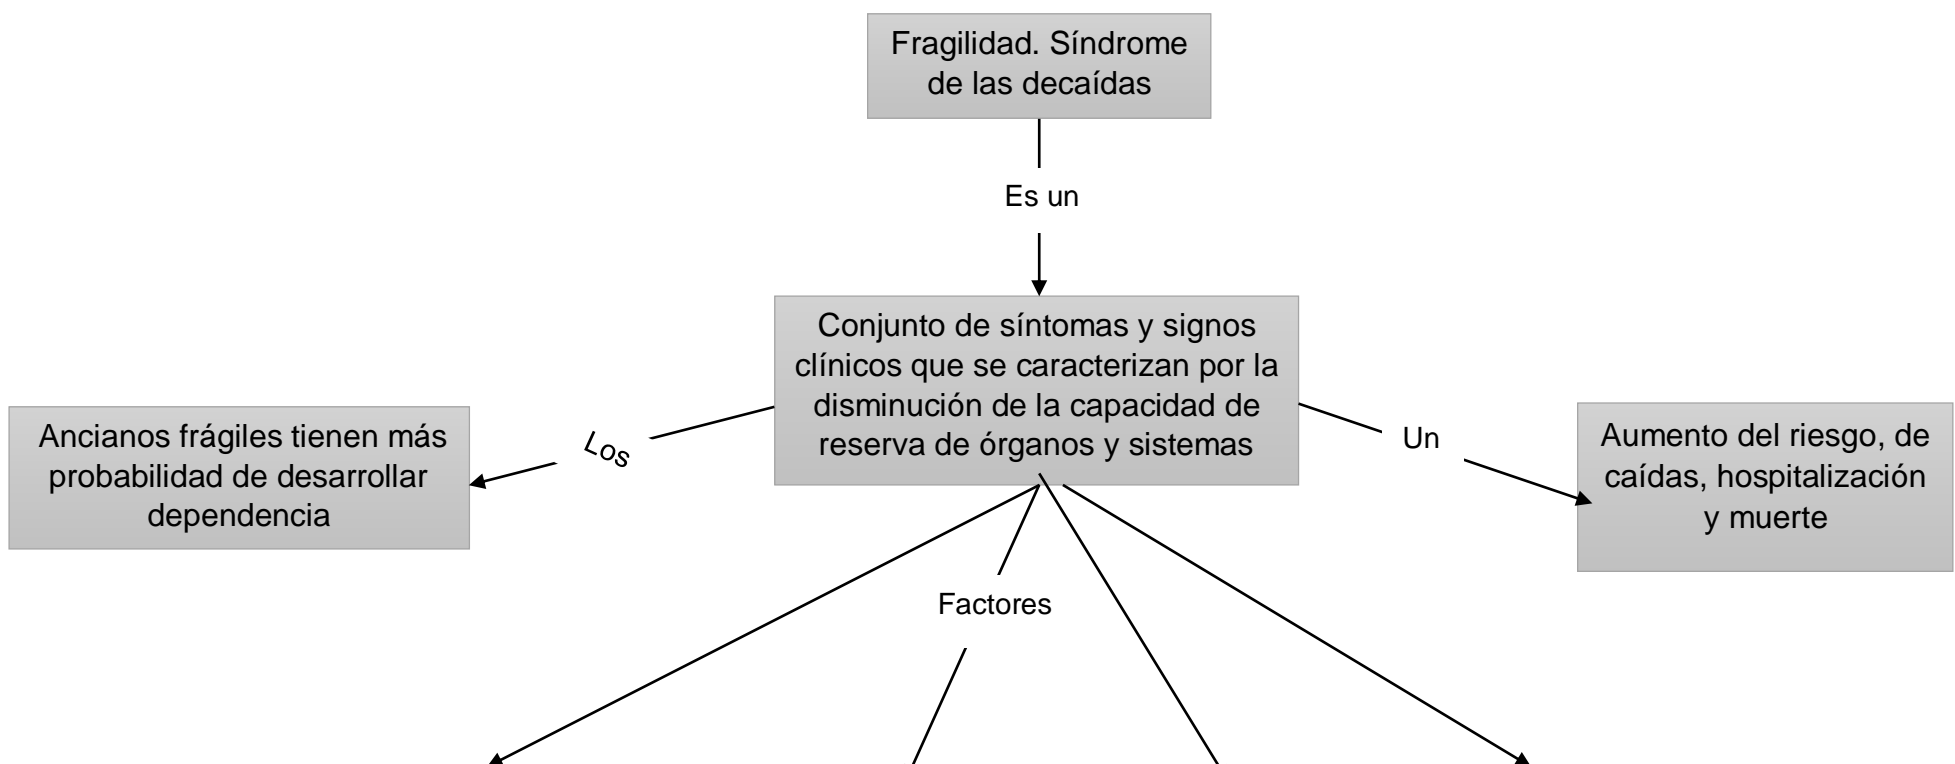 Fragilidad. Síndrome
de las decaídas
Es un
Conjunto de síntomas y signos
clínicos que se caracterizan por la
disminución de la capacidad de
reserva de órganos y sistemas
Los
Ancianos frágiles tienen más
probabilidad de desarrollar
dependencia
Un
Aumento del riesgo, de
caídas, hospitalización
y muerte
Factores